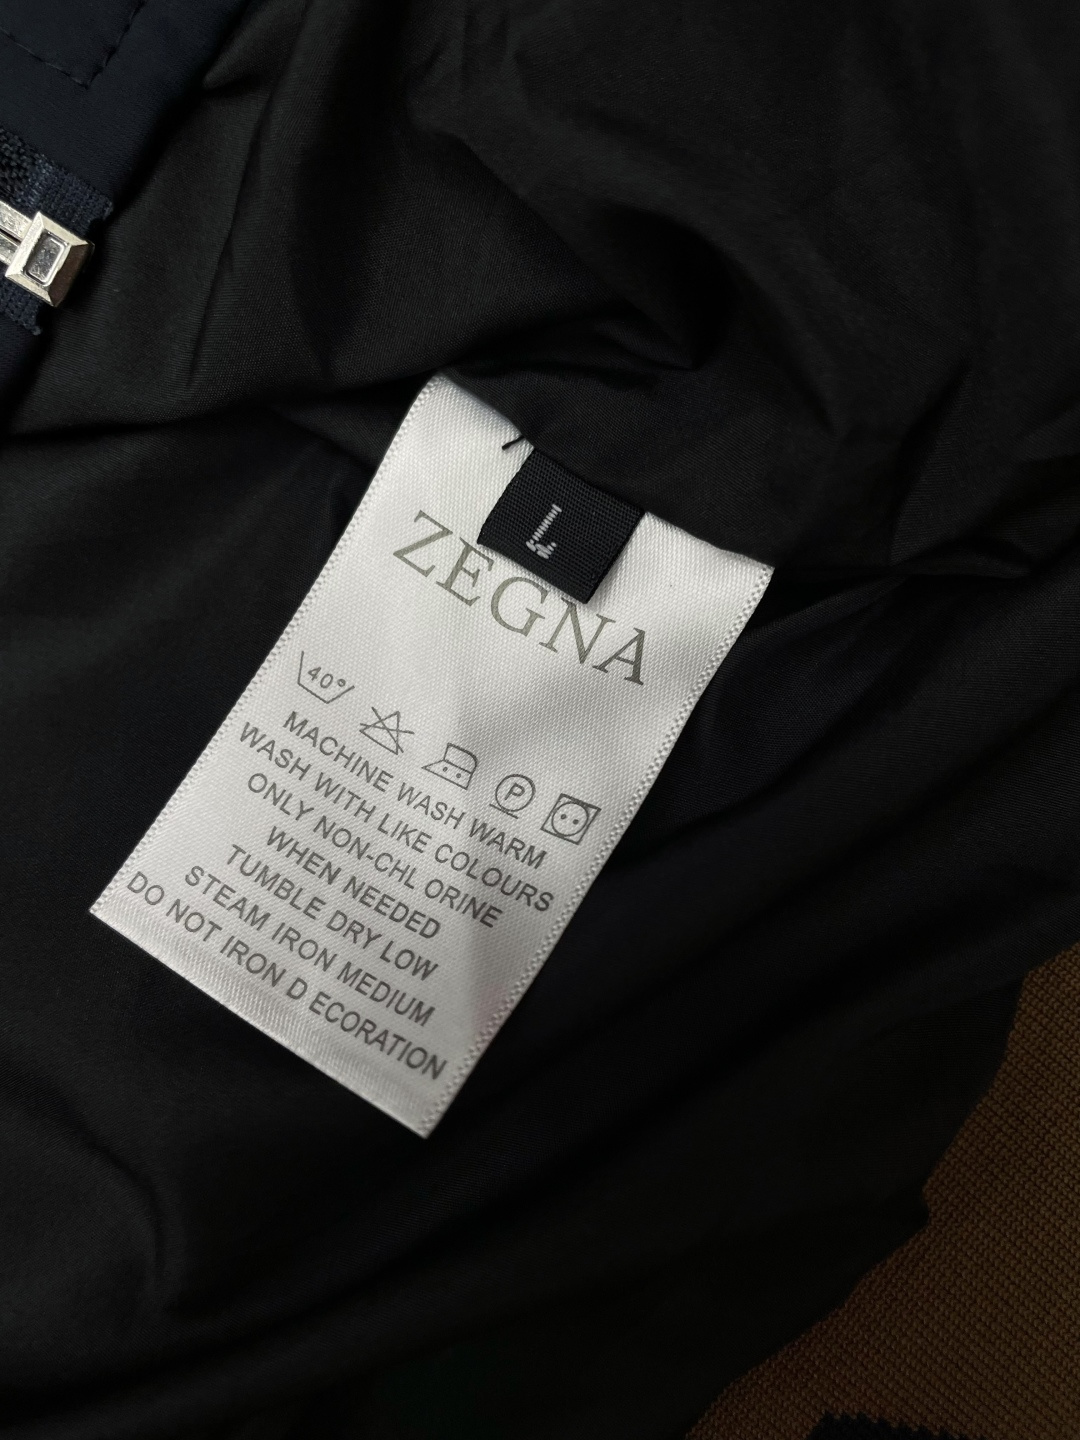 L
ZEGNA
40°
P
MACHINE WASH WARM
WASH WITH LIKE COLOURS
ONLY NON-CHL ORINE
WHEN NEEDED
TUMBLE DRY LOW
STEAM IRON MEDIUM
DO NOT IRON D ECORATION